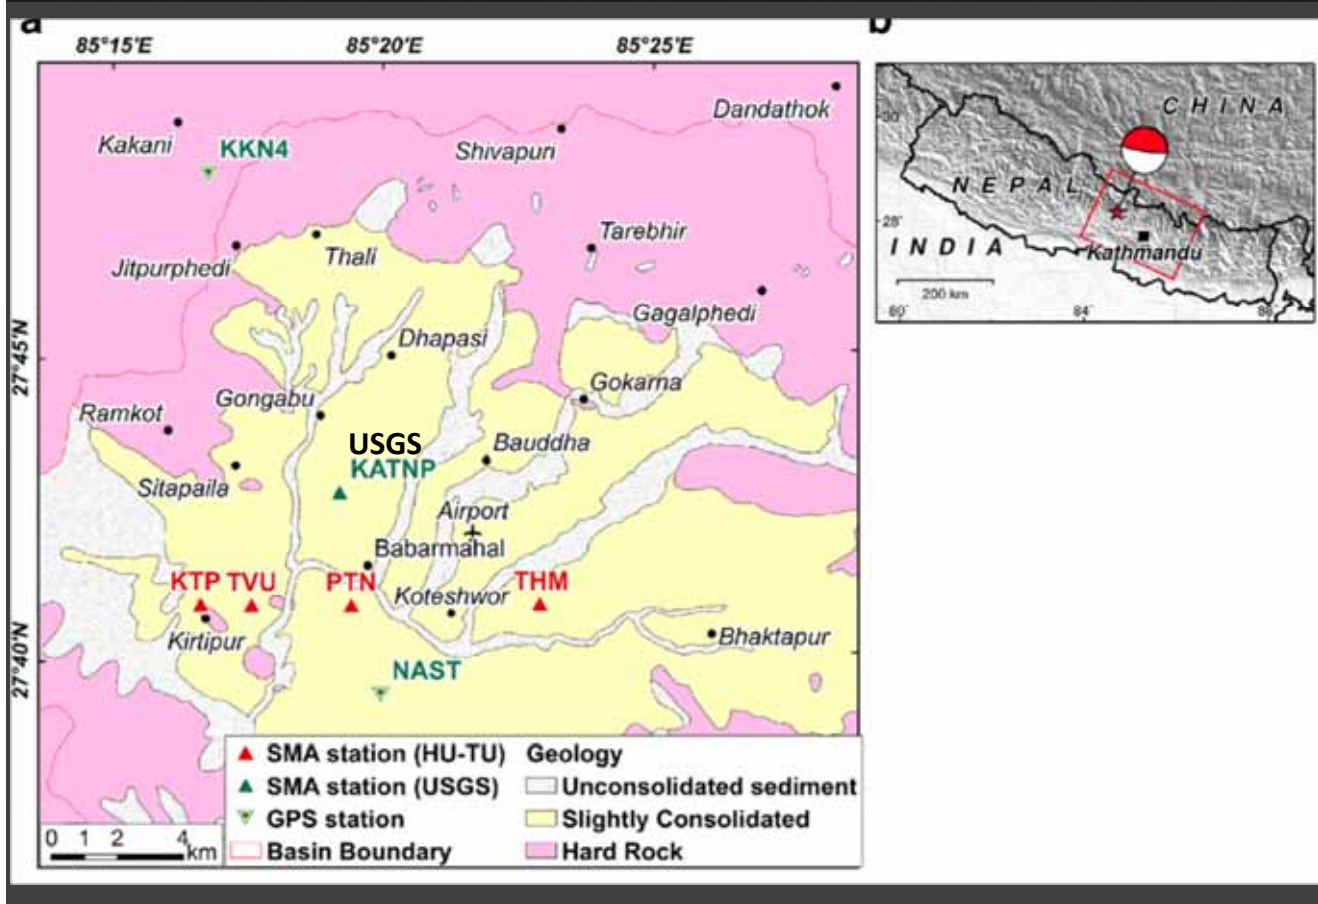 a
b
85°15'E
85°20'E
85°25'E
Dandathok
Kakani
KKN4
Shivapuri
Tarebhir
Jitpurphedi
Thali
Gagalphedi
27°45'N
Dhapasi
Gokarna
Gongabu
Ramkot
USGS
KATNP
Bauddha
Sitapaila
Airport
Babarmahal
KTP
TVU
PTN
THM
Koteshwor
Kirtipur
Bhaktapur
27°40'N
NAST
SMA station (HU-TU)
SMA station (USGS)
GPS station
Basin Boundary
Geology
Unconsolidated sediment
Slightly Consolidated
Hard Rock
0 1 2 4
km
CHINA
30°
NEPAL
28°
INDIA
Kathmandu
200 km
84°